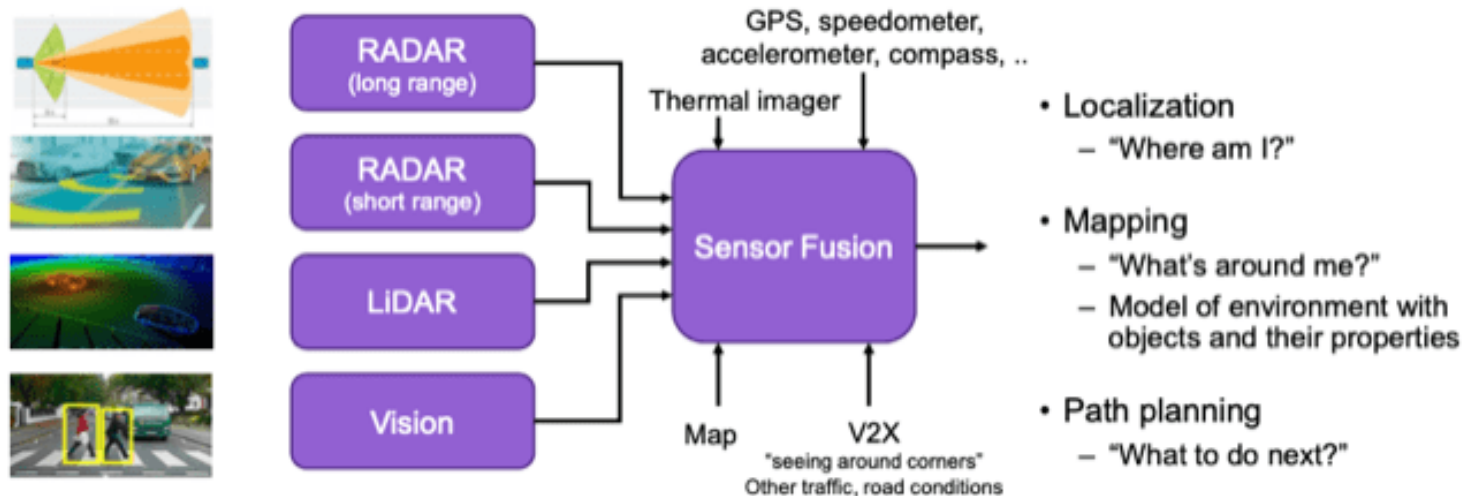 RADAR
(long range)
RADAR
(short range)
LiDAR
Vision
GPS, speedometer,
accelerometer, compass, ..
Thermal imager
Sensor Fusion
Map
V2X
"seeing around corners"
Other traffic, road conditions
• Localization
– "Where am I?"
• Mapping
– "What's around me?"
– Model of environment with
objects and their properties
• Path planning
– "What to do next?"